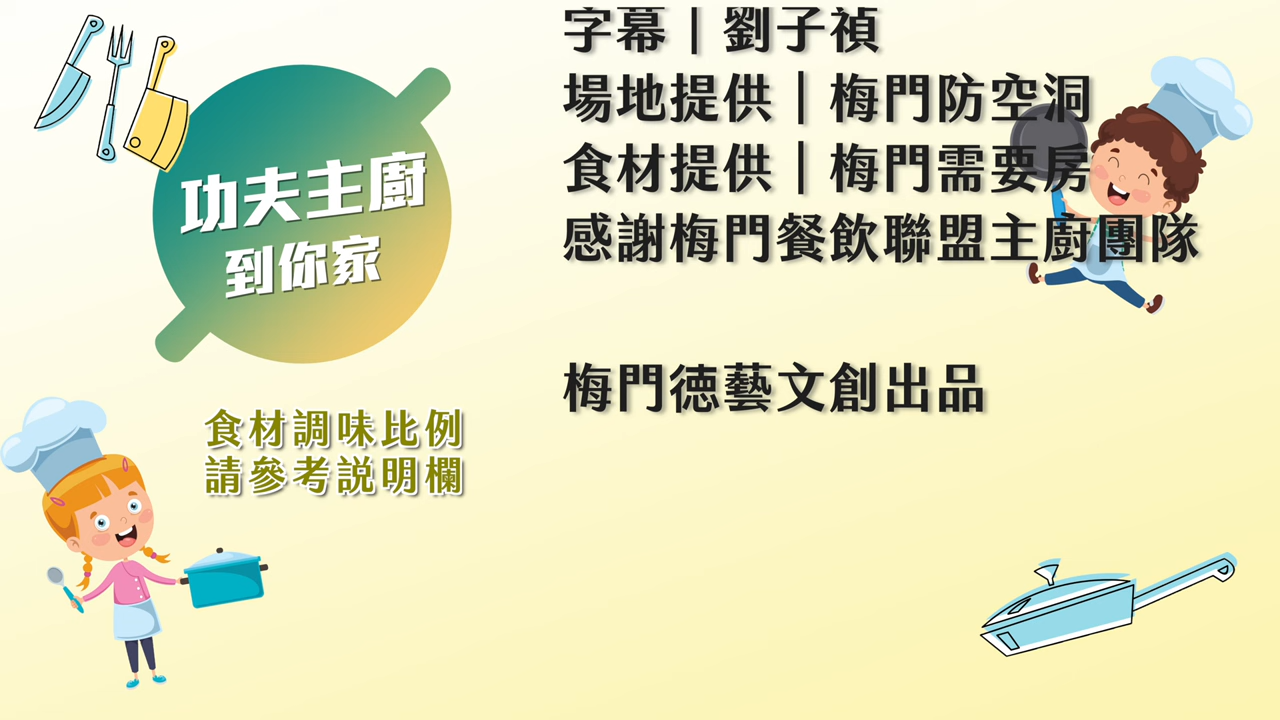 功夫主廚
到你家
食材調味比例
請參考説明欄
字幕｜劉子禎
場地提供｜梅門防空洞
食材提供｜梅門需要房
感謝梅門餐飲聯盟主廚團隊
梅門德藝文創出品